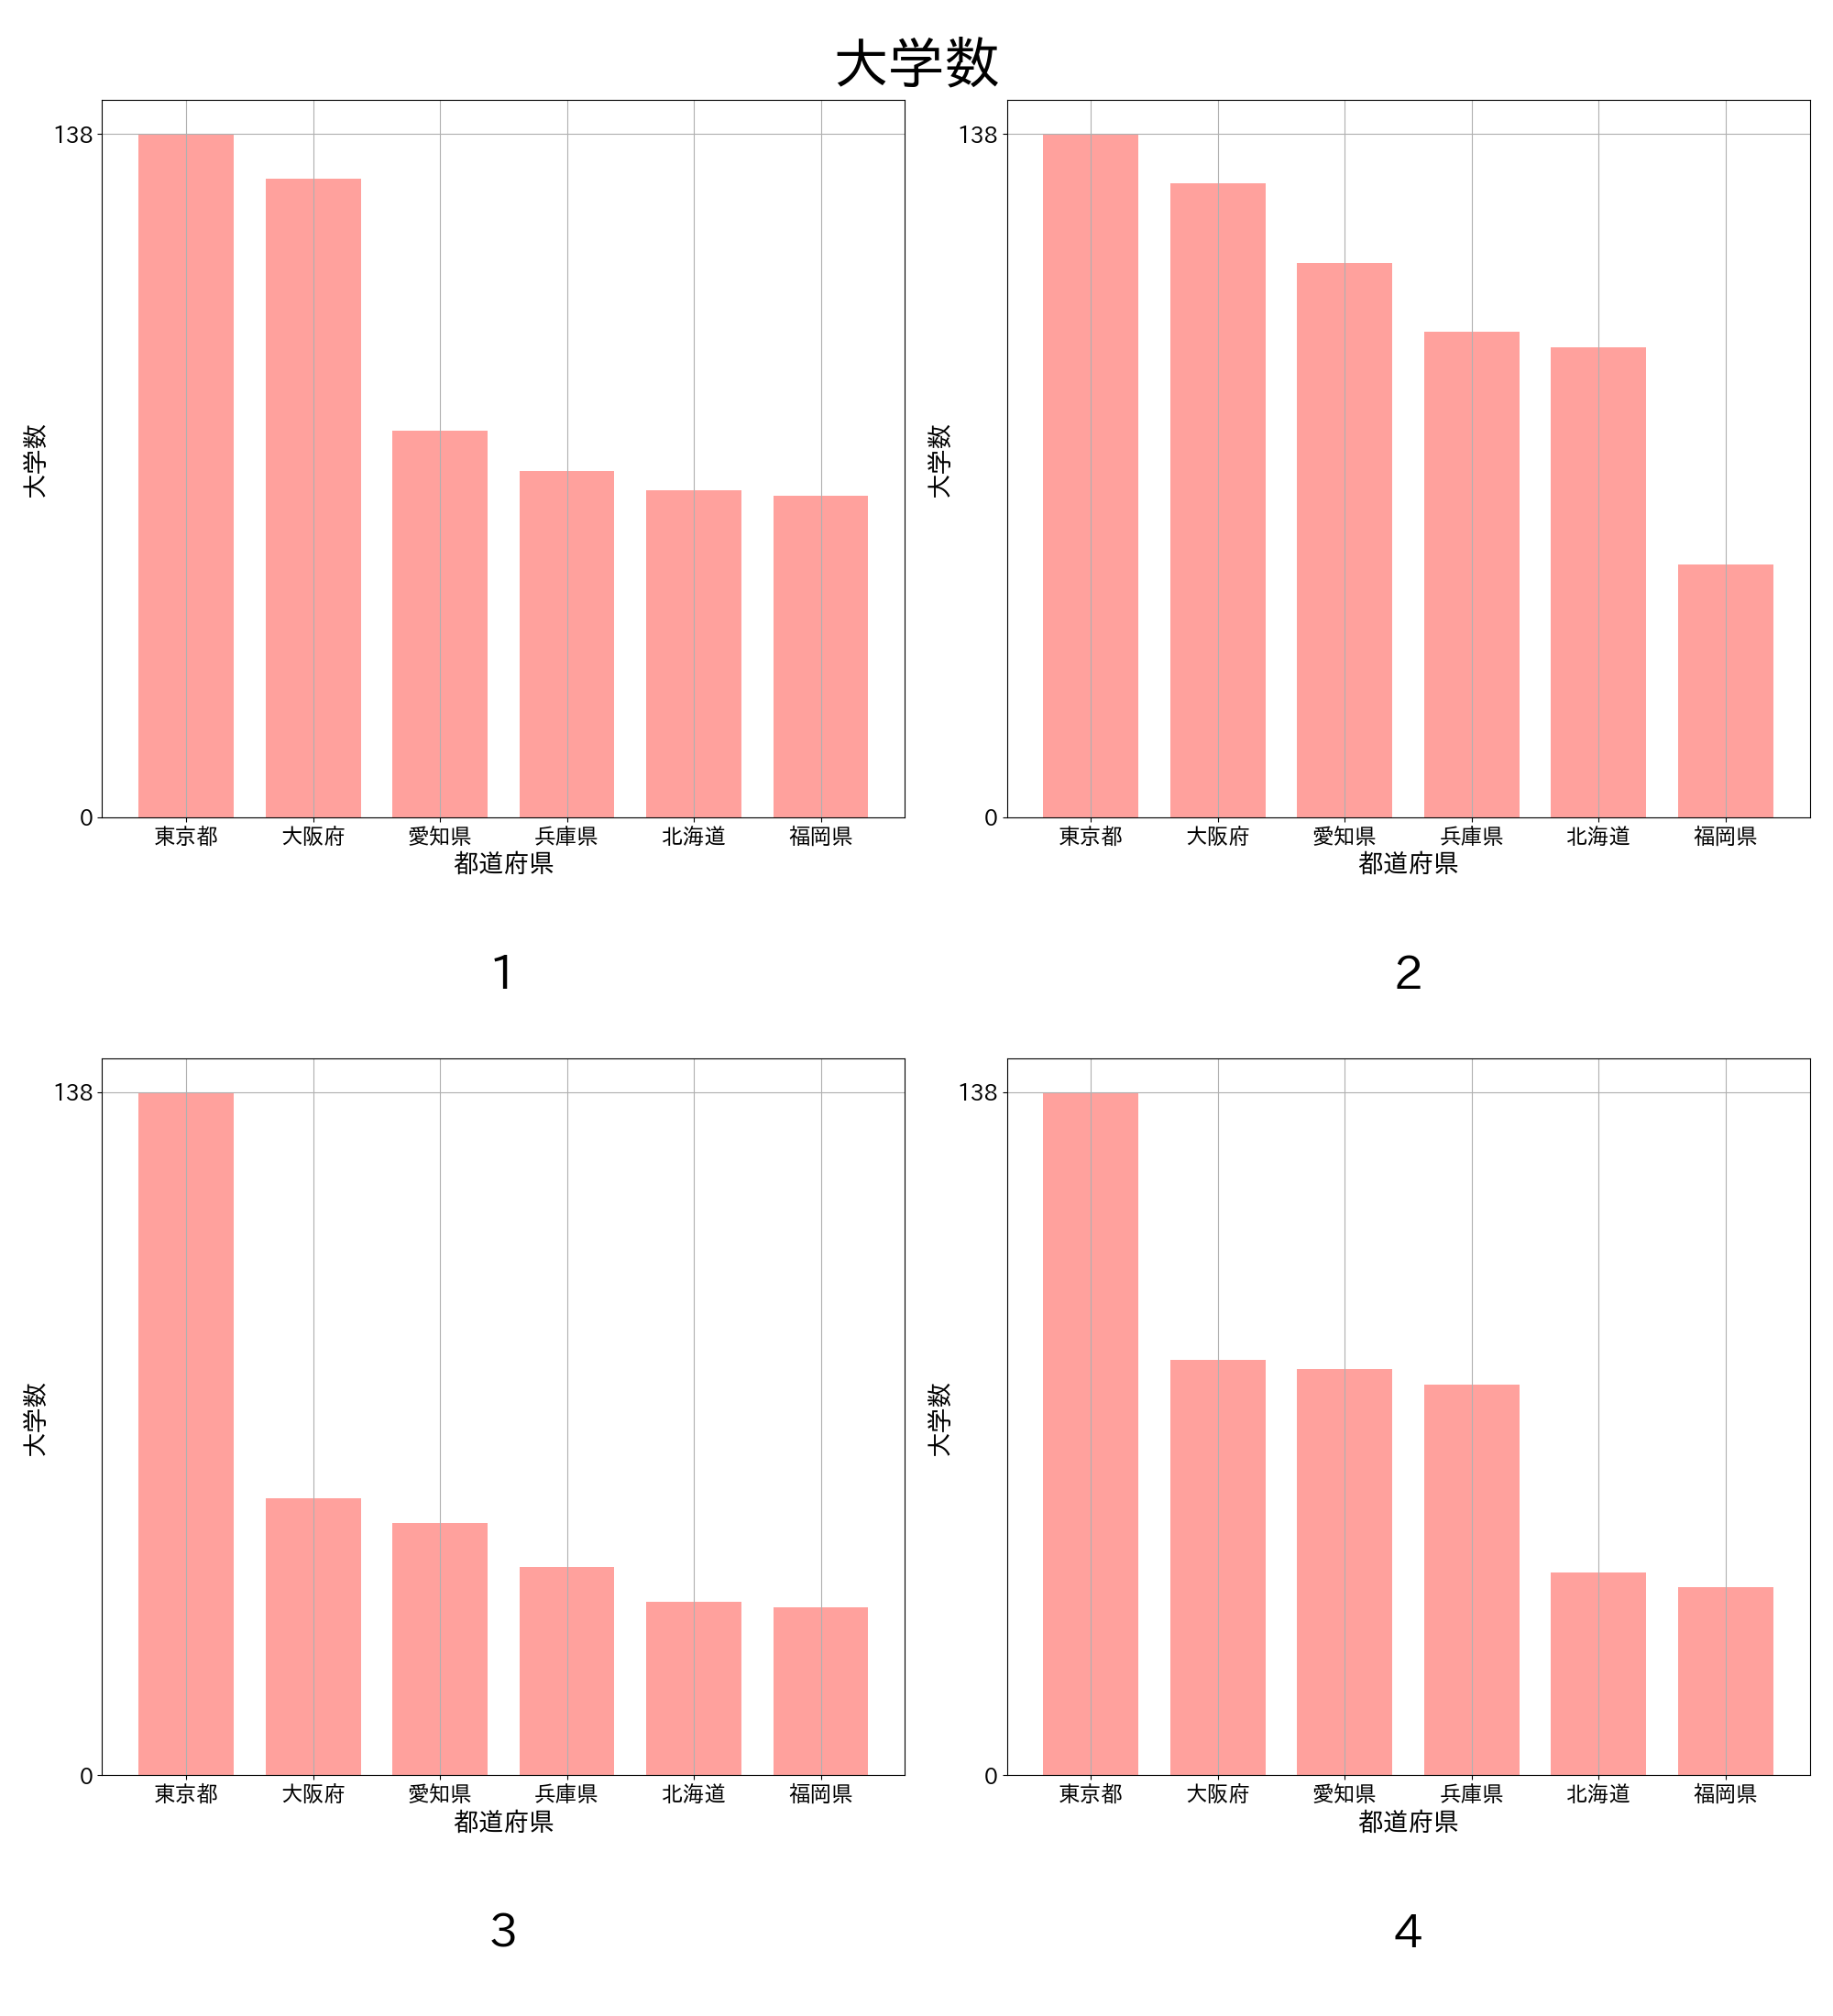 大学数
138
0
大学数
東京都 大阪府 愛知県 兵庫県 北海道 福岡県
都道府県
1
138
0
大学数
東京都 大阪府 愛知県 兵庫県 北海道 福岡県
都道府県
2
138
0
大学数
東京都 大阪府 愛知県 兵庫県 北海道 福岡県
都道府県
3
138
0
大学数
東京都 大阪府 愛知県 兵庫県 北海道 福岡県
都道府県
4